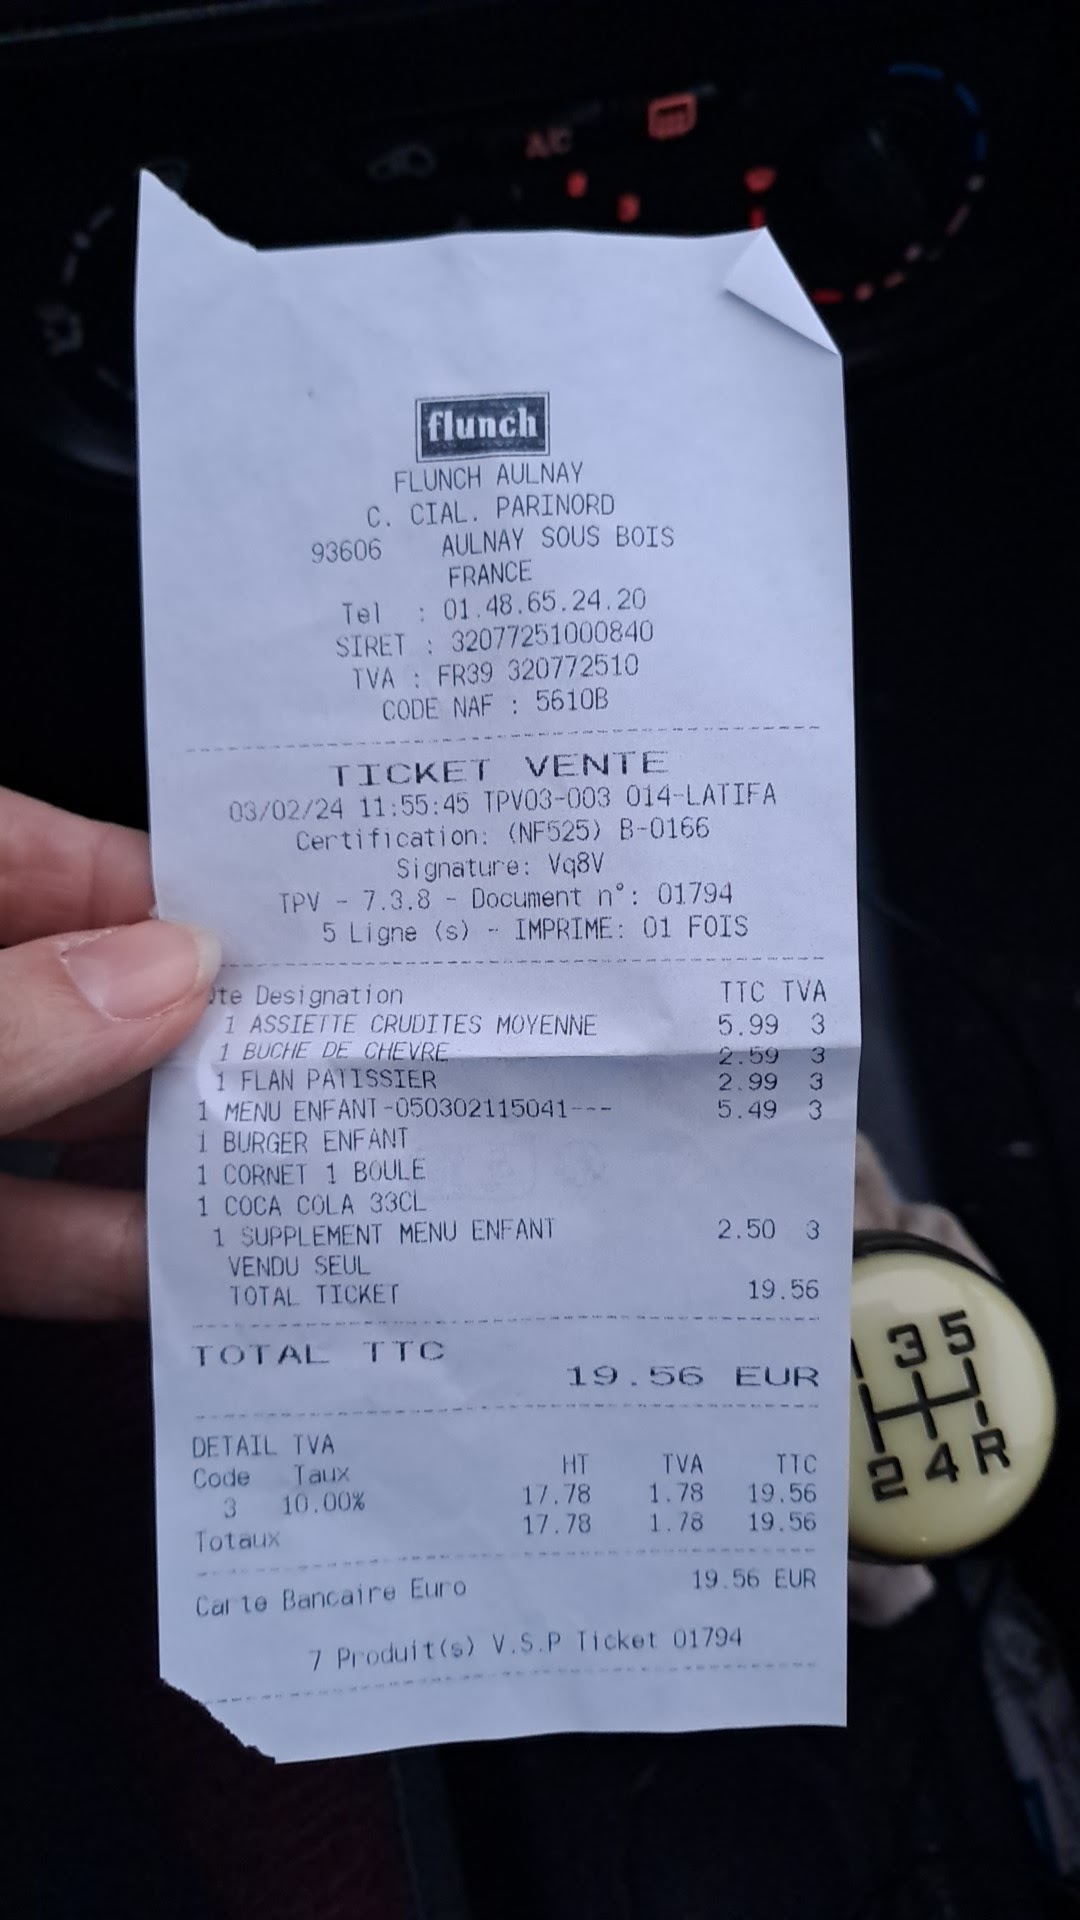 flunch
FLUNCH AULNAY
C. CIAL. PARINORD
93606 AULNAY SOUS BOIS
FRANCE
Tel : 01.48.65.24.20
SIRET : 32077251000840
TVA : FR39 320772510
CODE NAF : 5610B
TICKET VENTE
03/02/24 11:55:45 TPV03-003 014-LATIFA
Certification: (NF525) B-0166
Signature: Vq8V
TPV - 7.3.8 - Document n°: 01794
5 Ligne (s) - IMPRIME: 01 FOIS
te Designation TTC TVA
1 ASSIETTE CRUDITES MOYENNE 5.99 3
1 BUCHE DE CHEVRE 2.59 3
1 FLAN PATISSIER 2.99 3
1 MENU ENFANT-050302115041--- 5.49 3
1 BURGER ENFANT
1 CORNET 1 BOULE
1 COCA COLA 33CL
1 SUPPLEMENT MENU ENFANT 2.50 3
VENDU SEUL
TOTAL TICKET 19.56
TOTAL TTC
19.56 EUR
DETAIL TVA
Code Taux HT TVA TTC
3 10.00% 17.78 1.78 19.56
Totaux 17.78 1.78 19.56
Carte Bancaire Euro 19.56 EUR
7 Produit(s) V.S.P Ticket 01794
A/C
3 5
2 4 R